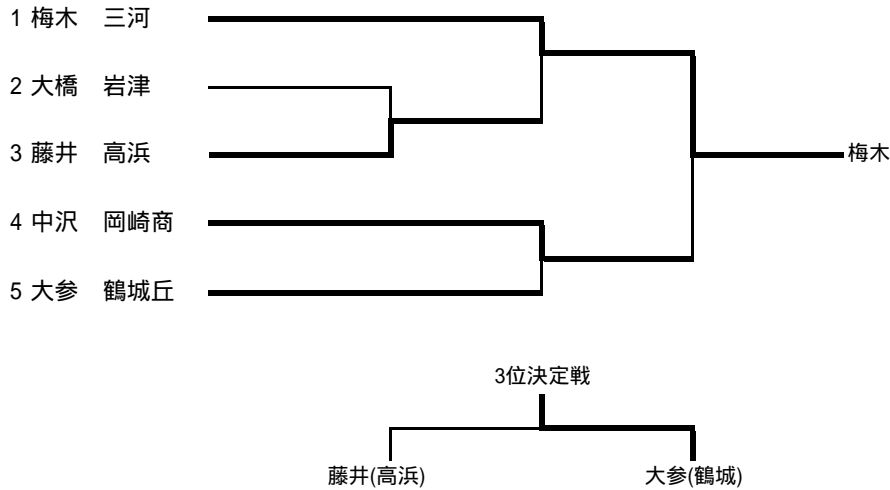 1 梅木 三河
2 大橋 岩津
3 藤井 高浜
梅木
4 中沢 岡崎商
5 大参 鶴城丘
3位決定戦
藤井(高浜) 大参(鶴城)